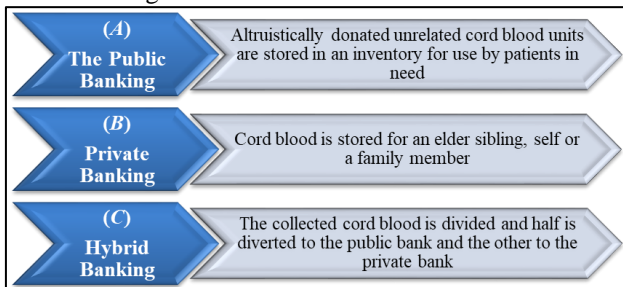 (A)
The Public
Banking
Altruistically donated unrelated cord blood units
are stored in an inventory for use by patients in
need
(B)
Private
Banking
Cord blood is stored for an elder sibling, self or
a family member
(C)
Hybrid
Banking
The collected cord blood is divided and half is
diverted to the public bank and the other to the
private bank